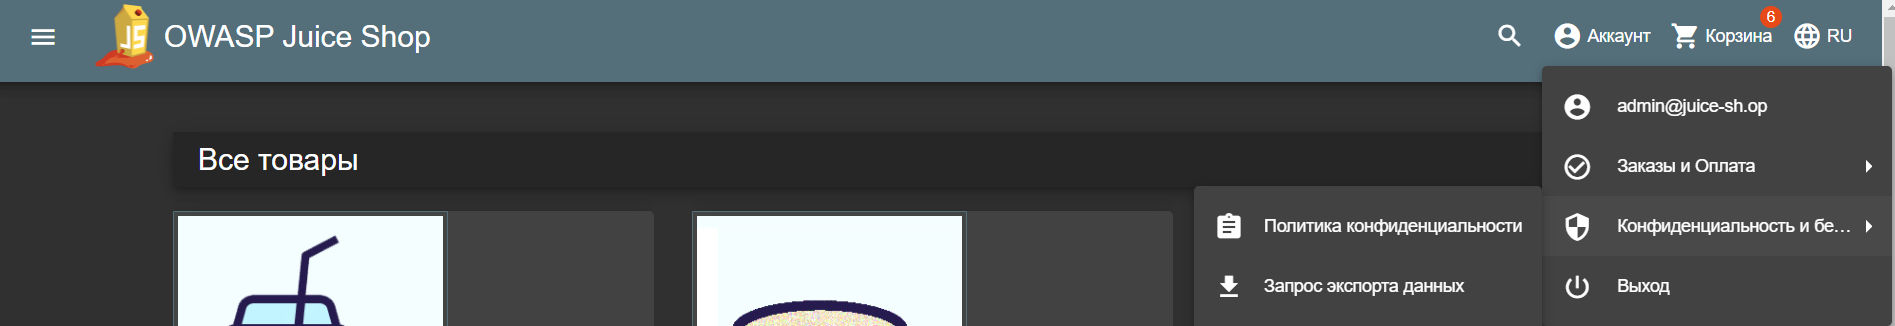 OWASP Juice Shop
Аккаунт
Корзина
6
RU
admin@juice-sh.op
Все товары
Заказы и Оплата
Конфиденциальность и бе...
Политика конфиденциальности
Запрос экспорта данных
Выход
JS